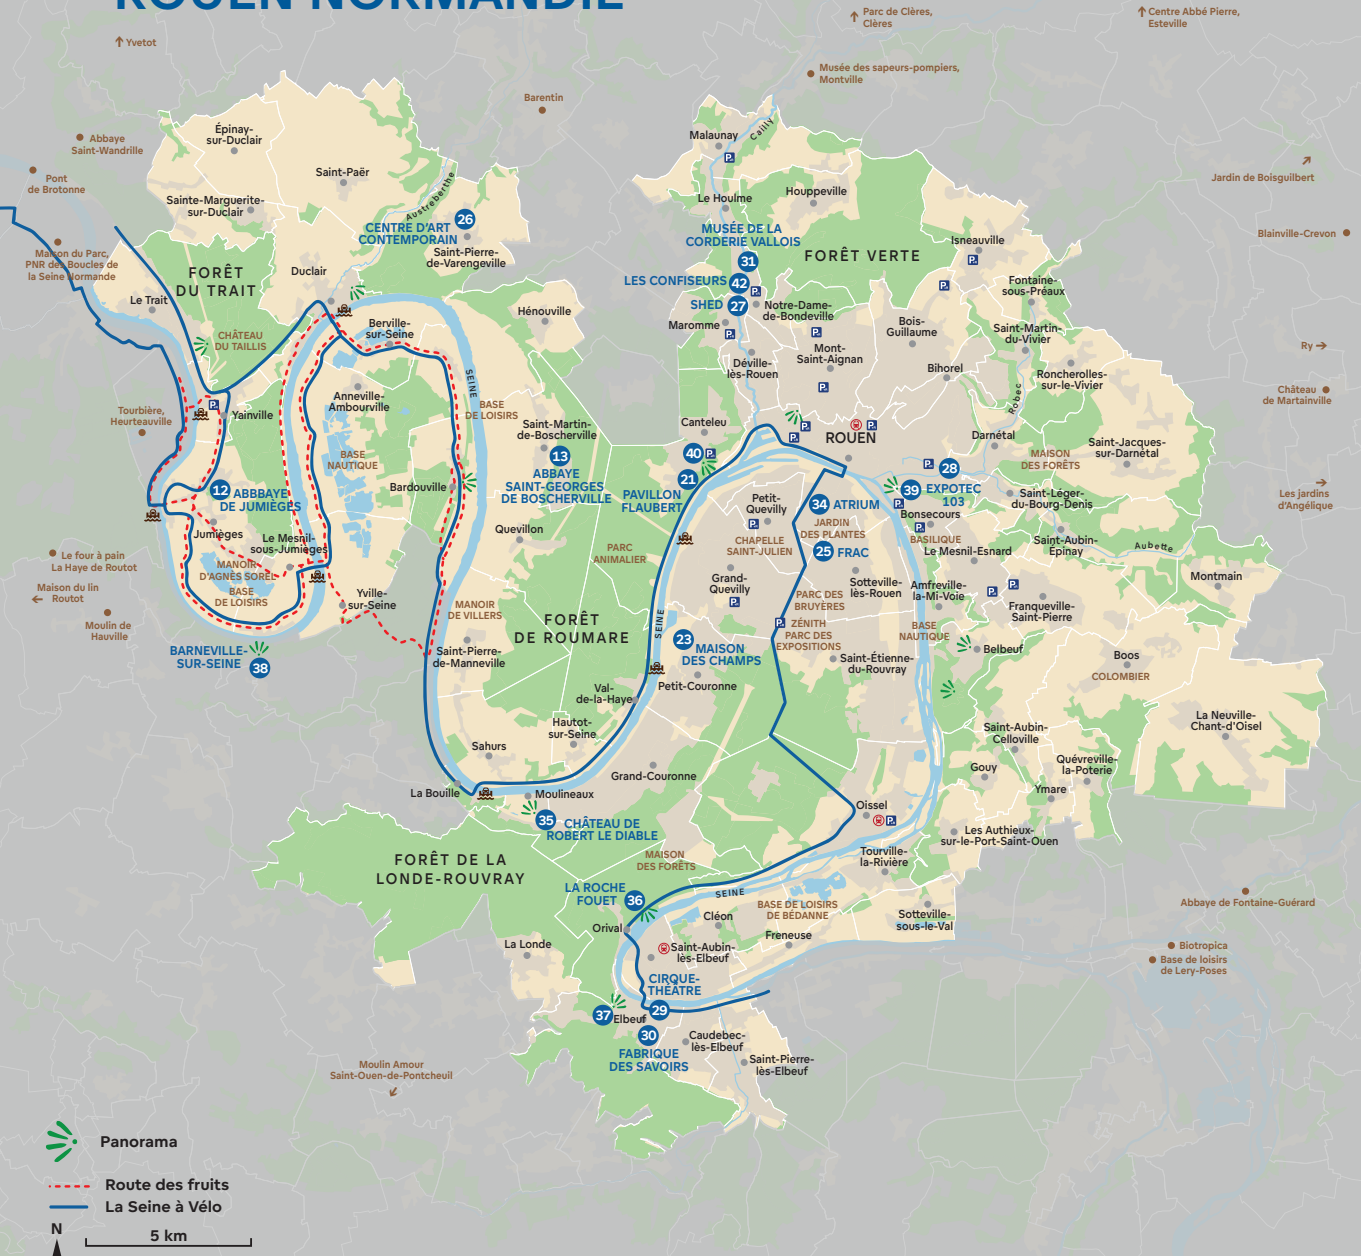 ROUEN NORMANDIE
Parc de Clères,
Clères
Centre Abbé Pierre,
Esteville
Yvetot
Musée des sapeurs-pompiers,
Montville
Barentin
Abbaye
Saint-Wandrille
Pont
de Brotonne
Jardin de Boisguilbert
Blainville-Crevon
Maison du Parc,
PNR des Boucles de
la Seine Normande
Épinay-
sur-Duclair
Saint-Paër
Sainte-Marguerite-
sur-Duclair
Austreberthe
CENTRE D'ART
CONTEMPORAIN
26
Saint-Pierre-
de-Varengeville
FORÊT
DU TRAIT
Duclair
Le Trait
CHÂTEAU
DU TAILLIS
Berville-
sur-Seine
Hénouville
SEINE
Malaunay
Cailly
Le Houlme
Houppeville
MUSÉE DE LA
CORDERIE VALLOIS
31
FORÊT VERTE
LES CONFISEURS
42
SHED
27
Notre-Dame-
de-Bondeville
Maromme
Isneauville
Fontaine-
sous-Préaux
Bois-
Guillaume
Saint-Martin-
du-Vivier
Mont-
Saint-Aignan
Déville-
lès-Rouen
Bihorel
Roncherolles-
sur-le-Vivier
Robec
Ry
Château
de Martainville
Tourbière,
Heurteauville
Yainville
Anneville-
Ambourville
BASE
DE LOISIRS
BASE
NAUTIQUE
Saint-Martin-
de-Boscherville
13
ABBAYE
SAINT-GEORGES
DE BOSCHERVILLE
Bardouville
12
ABBBAYE
DE JUMIÈGES
Canteleu
40
21
PAVILLON
FLAUBERT
ROUEN
Darnétal
MAISON
DES FORÊTS
Saint-Jacques-
sur-Darnétal
28
EXPOTEC
103
39
34
ATRIUM
Petit-
Quevilly
JARDIN
DES PLANTES
25
FRAC
CHAPELLE
SAINT-JULIEN
Bonsecours
BASILIQUE
Saint-Léger-
du-Bourg-Denis
Les jardins
d'Angélique
Saint-Aubin-
Épinay
Aubette
Le Mesnil-Esnard
Montmain
Jumièges
Le Mesnil-
sous-Jumièges
Quevillon
PARC
ANIMALIER
MANOIR
D'AGNÈS SOREL
BASE
DE LOISIRS
Yville-
sur-Seine
MANOIR
DE VILLERS
Le four à pain
La Haye de Routot
Maison du lin
Routot
Moulin de
Hauville
FORÊT
DE ROUMARE
SEINE
Grand-
Quevilly
Sotteville-
lès-Rouen
Amfreville-
la-Mi-Voie
PARC DES
BRUYÈRES
ZÉNITH
PARC DES
EXPOSITIONS
BASE
NAUTIQUE
Franqueville-
Saint-Pierre
BARNEVILLE-
SUR-SEINE
38
Saint-Pierre-
de-Manneville
23
MAISON
DES CHAMPS
Saint-Étienne-
du-Rouvray
Belbeuf
Boos
COLOMBIER
Petit-Couronne
Val-
de-la-Haye
Hautot-
sur-Seine
Sahurs
La Neuville-
Chant-d'Oisel
Saint-Aubin-
Celloville
Gouy
Quévreville-
la-Poterie
Ymare
Grand-Couronne
La Bouille
Moulineaux
35
CHÂTEAU DE
ROBERT LE DIABLE
Oissel
Les Authieux-
sur-le-Port-Saint-Ouen
FORÊT DE LA
LONDE-ROUVRAY
MAISON
DES FORÊTS
Tourville-
la-Rivière
LA ROCHE
FOUET
36
SEINE
BASE DE LOISIRS
DE BÉDANNE
Abbaye de Fontaine-Guérard
Orival
Cléon
Sotteville-
sous-le-Val
Freneuse
La Londe
Saint-Aubin-
lès-Elbeuf
Biotropica
Base de loisirs
de Lery-Poses
CIRQUE-
THÉÂTRE
29
37
Elbeuf
30
FABRIQUE
DES SAVOIRS
Caudebec-
lès-Elbeuf
Saint-Pierre-
lès-Elbeuf
Moulin Amour
Saint-Ouen-de-Pontcheuil
Panorama
Route des fruits
La Seine à Vélo
N
5 km